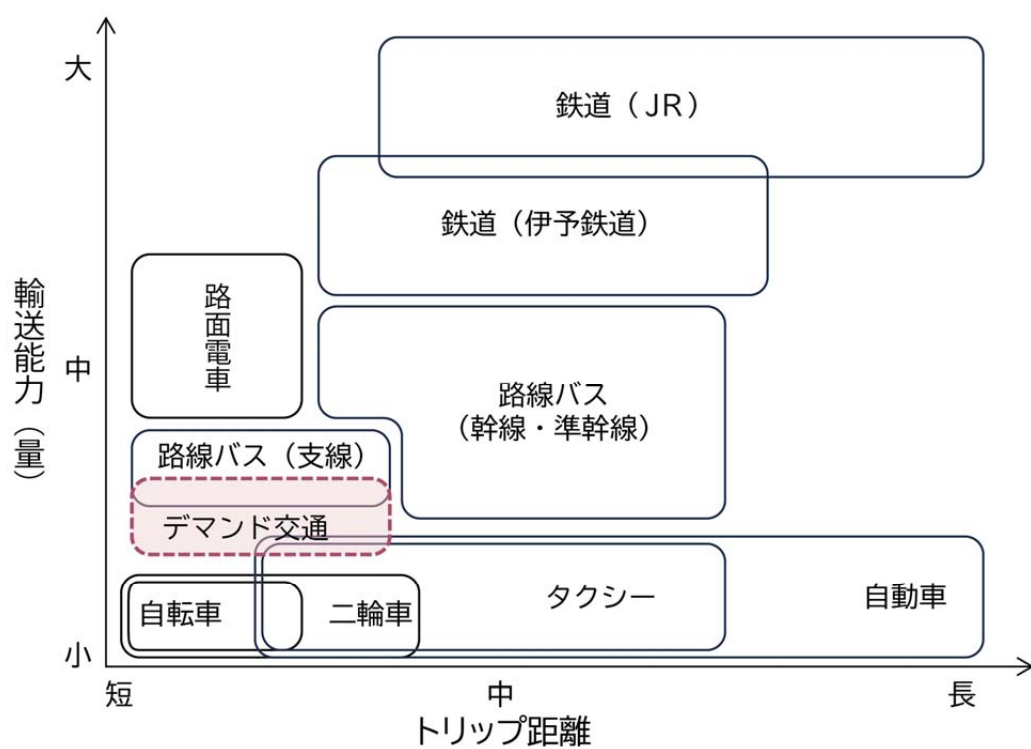 大
鉄道（JR）
鉄道（伊予鉄道）
路面電車
輸送能力（量）
中
路線バス
（幹線・準幹線）
路線バス（支線）
デマンド交通
タクシー
自動車
自転車
二輪車
小
短
中
長
トリップ距離